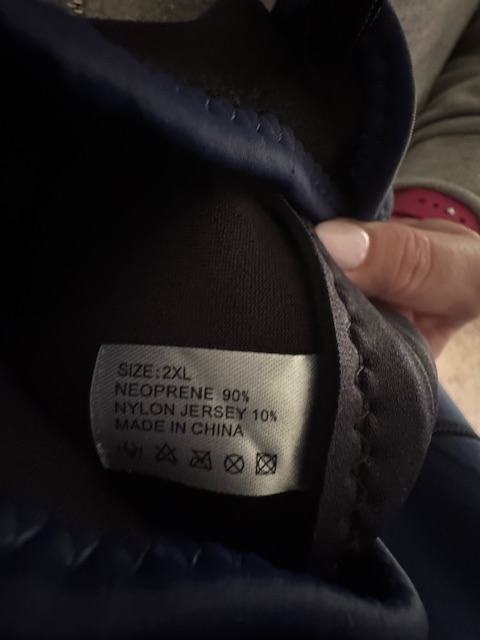 SIZE:2XL
NEOPRENE 90%
NYLON JERSEY 10%
MADE IN CHINA